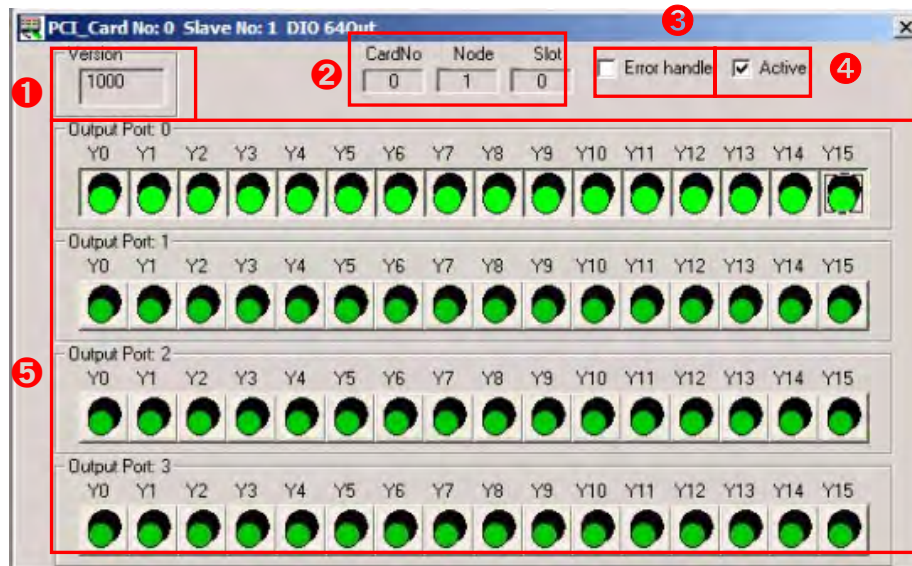 PCI_Card No: 0 Slave No: 1 DIO 64Out
3
Version
CardNo Node Slot
1
1000
2
0 1 0
Error handle
Active
4
Output Port: 0
Y0 Y1 Y2 Y3 Y4 Y5 Y6 Y7 Y8 Y9 Y10 Y11 Y12 Y13 Y14 Y15
Output Port: 1
Y0 Y1 Y2 Y3 Y4 Y5 Y6 Y7 Y8 Y9 Y10 Y11 Y12 Y13 Y14 Y15
5
Output Port: 2
Y0 Y1 Y2 Y3 Y4 Y5 Y6 Y7 Y8 Y9 Y10 Y11 Y12 Y13 Y14 Y15
Output Port: 3
Y0 Y1 Y2 Y3 Y4 Y5 Y6 Y7 Y8 Y9 Y10 Y11 Y12 Y13 Y14 Y15